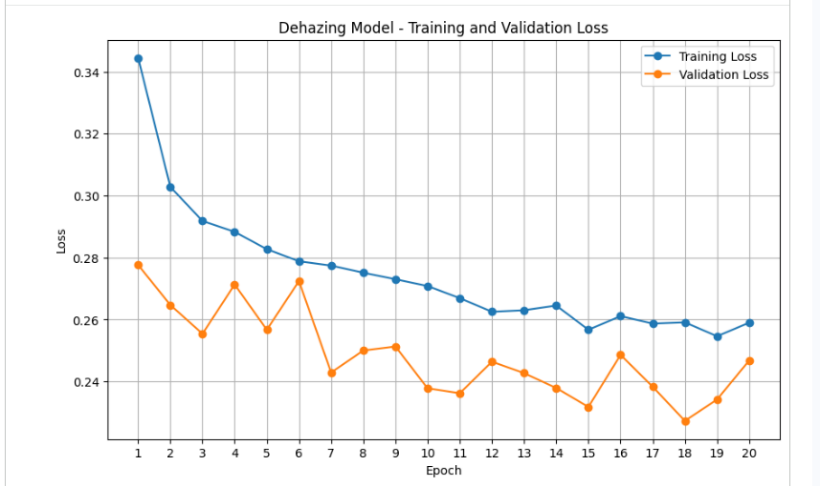 Dehazing Model - Training and Validation Loss
Training Loss
Validation Loss
0.34
0.32
0.30
0.28
0.26
0.24
Loss
1 2 3 4 5 6 7 8 9 10 11 12 13 14 15 16 17 18 19 20
Epoch